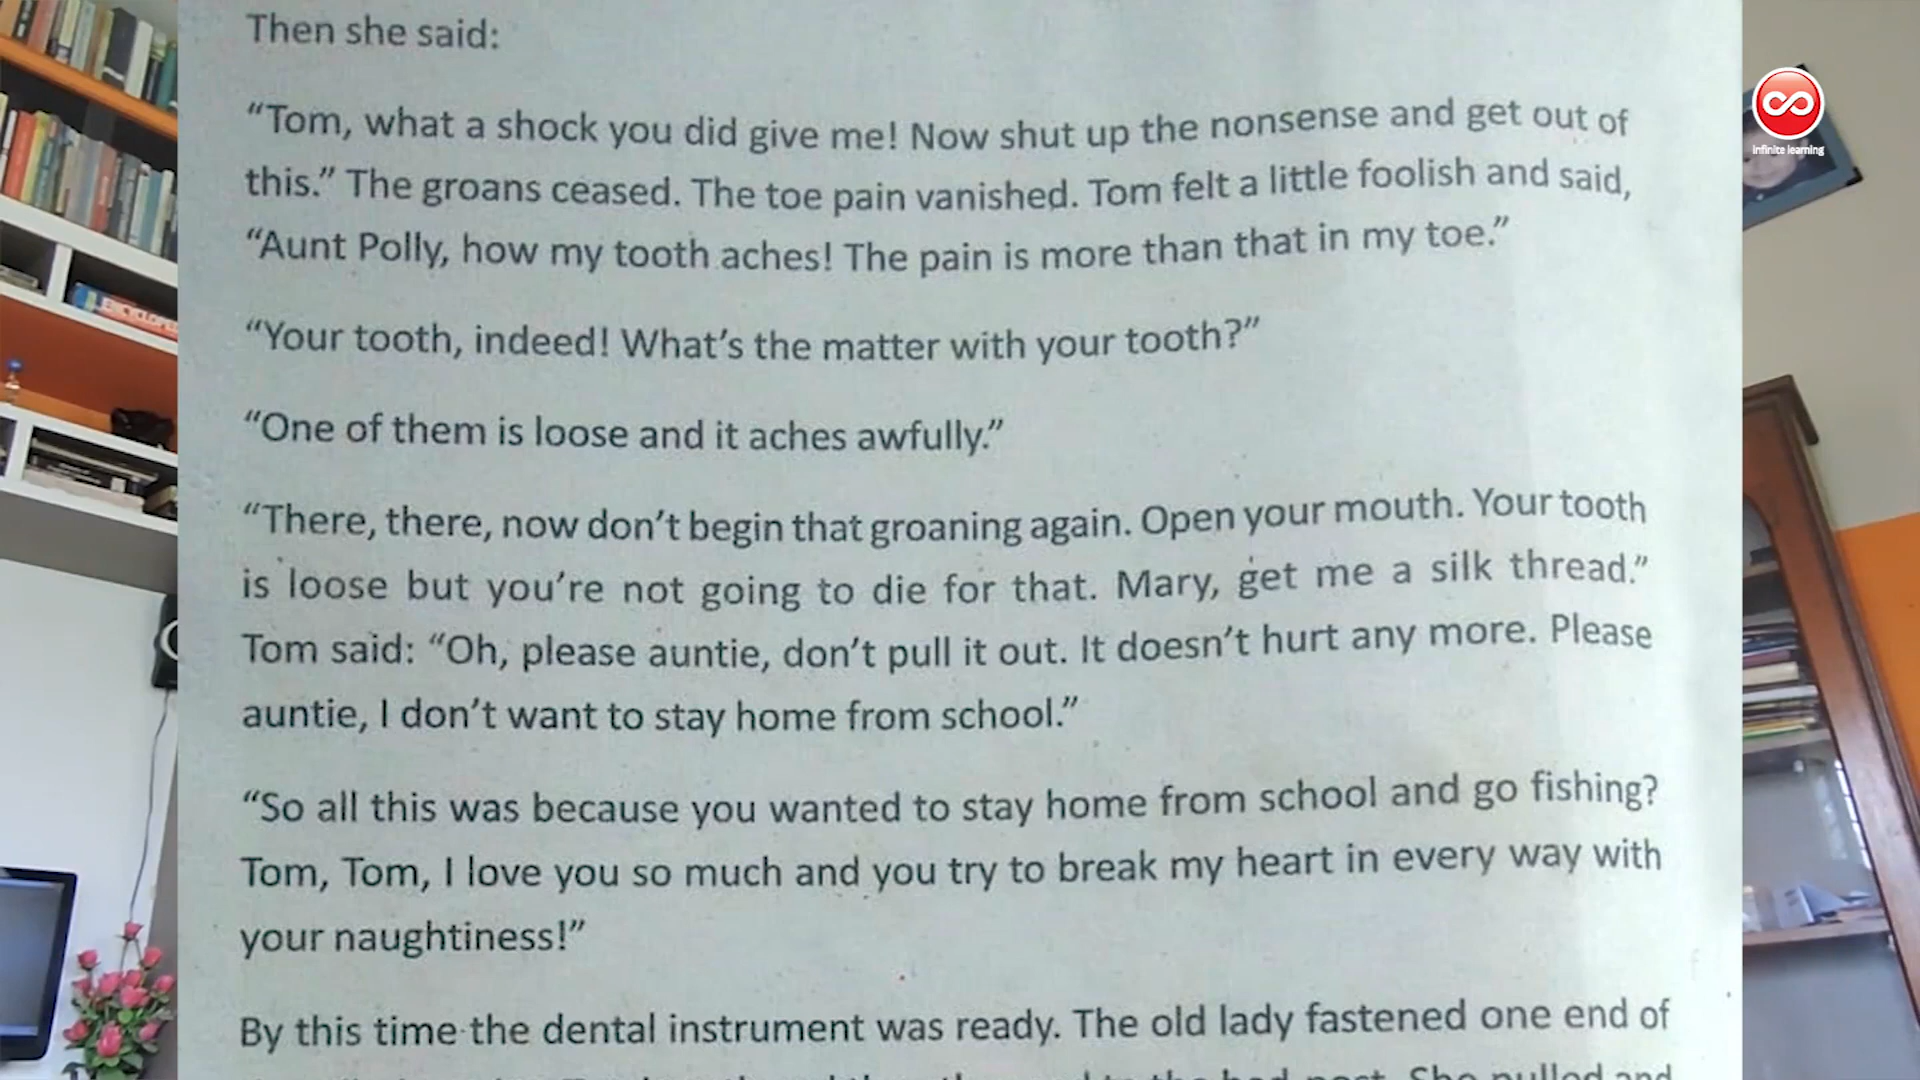 Then she said:
“Tom, what a shock you did give me! Now shut up the nonsense and get out of
this.” The groans ceased. The toe pain vanished. Tom felt a little foolish and said,
“Aunt Polly, how my tooth aches! The pain is more than that in my toe.”
“Your tooth, indeed! What’s the matter with your tooth?”
“One of them is loose and it aches awfully.”
“There, there, now don’t begin that groaning again. Open your mouth. Your tooth
is loose but you’re not going to die for that. Mary, get me a silk thread.”
Tom said: “Oh, please auntie, don’t pull it out. It doesn’t hurt any more. Please
auntie, I don’t want to stay home from school.”
“So all this was because you wanted to stay home from school and go fishing?
Tom, Tom, I love you so much and you try to break my heart in every way with
your naughtiness!”
By this time the dental instrument was ready. The old lady fastened one end of
infinite learning